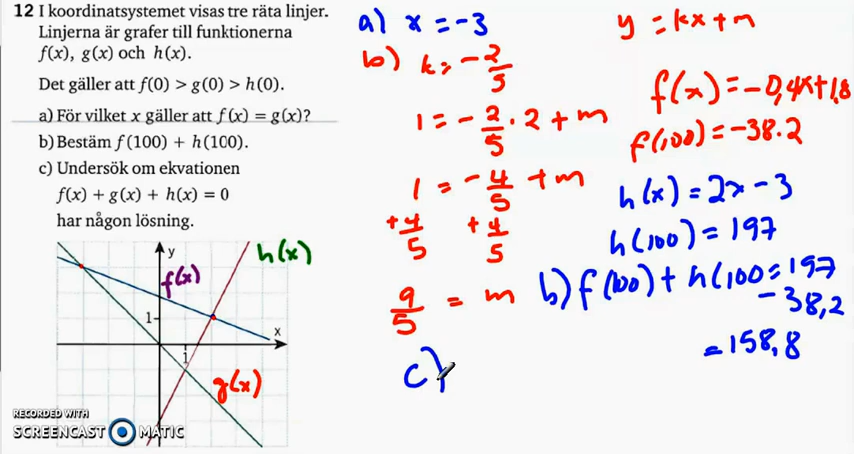 12 I koordinatsystemet visas tre räta linjer.
Linjerna är grafer till funktionerna
f(x), g(x) och h(x).
Det gäller att f(0) > g(0) > h(0).
a) För vilket x gäller att f(x) = g(x)?
b) Bestäm f(100) + h(100).
c) Undersök om ekvationen
f(x) + g(x) + h(x) = 0
har någon lösning.
y
h(x)
f(x)
1
x
1
g(x)
RECORDED WITH
SCREENCAST MATIC
a) x = -3
b) k = -2/5
1 = -2/5 · 2 + m
1 = -4/5 + m
+4/5 +4/5
9/5 = m
c)
y = kx + m
f(x) = -0,4x+1,8
f(100) = -38.2
h(x) = 2x - 3
h(100) = 197
b) f(100) + h(100 = 197
- 38,2
= 158,8